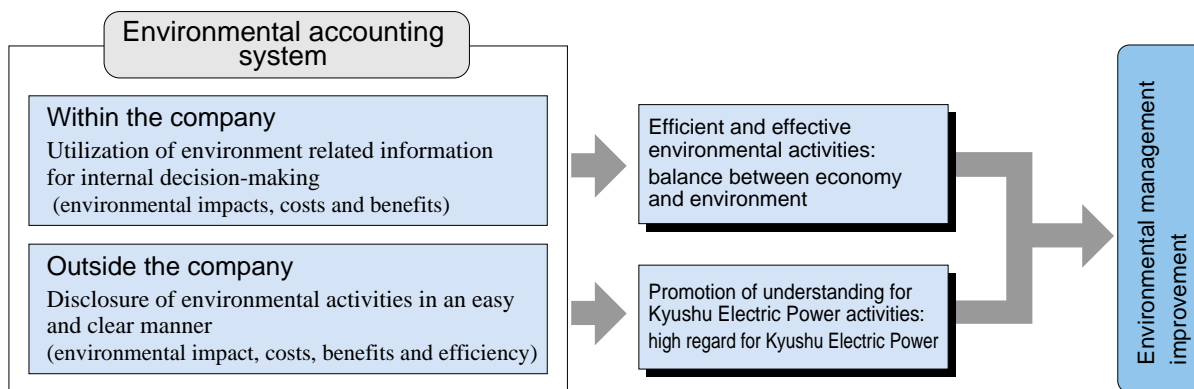 Environmental accounting
system
Within the company
Utilization of environment related information
for internal decision-making
(environmental impacts, costs and benefits)
Outside the company
Disclosure of environmental activities in an easy
and clear manner
(environmental impact, costs, benefits and efficiency)
Efficient and effective
environmental activities:
balance between economy
and environment
Promotion of understanding for
Kyushu Electric Power activities:
high regard for Kyushu Electric Power
Environmental management
improvement